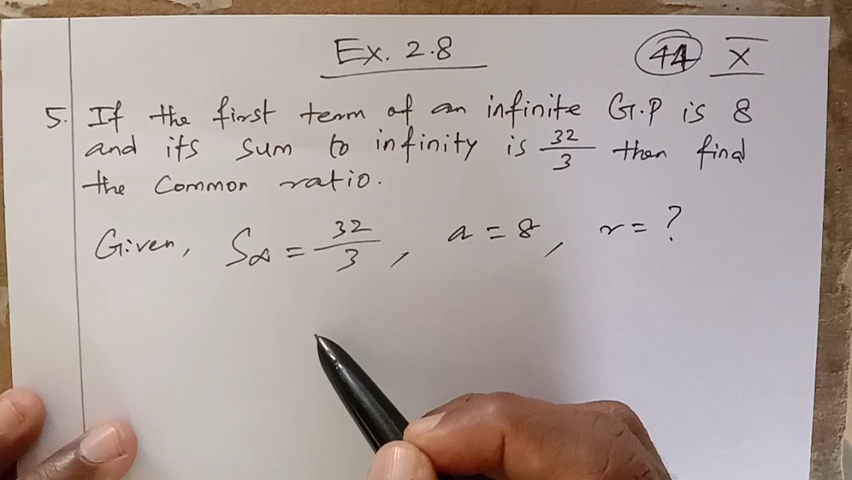 Ex. 2.8
44 X
5. If the first term of an infinite G.P is 8
and its sum to infinity is 32/3 then find
the common ratio.
Given, S∞ = 32/3, a = 8, r = ?